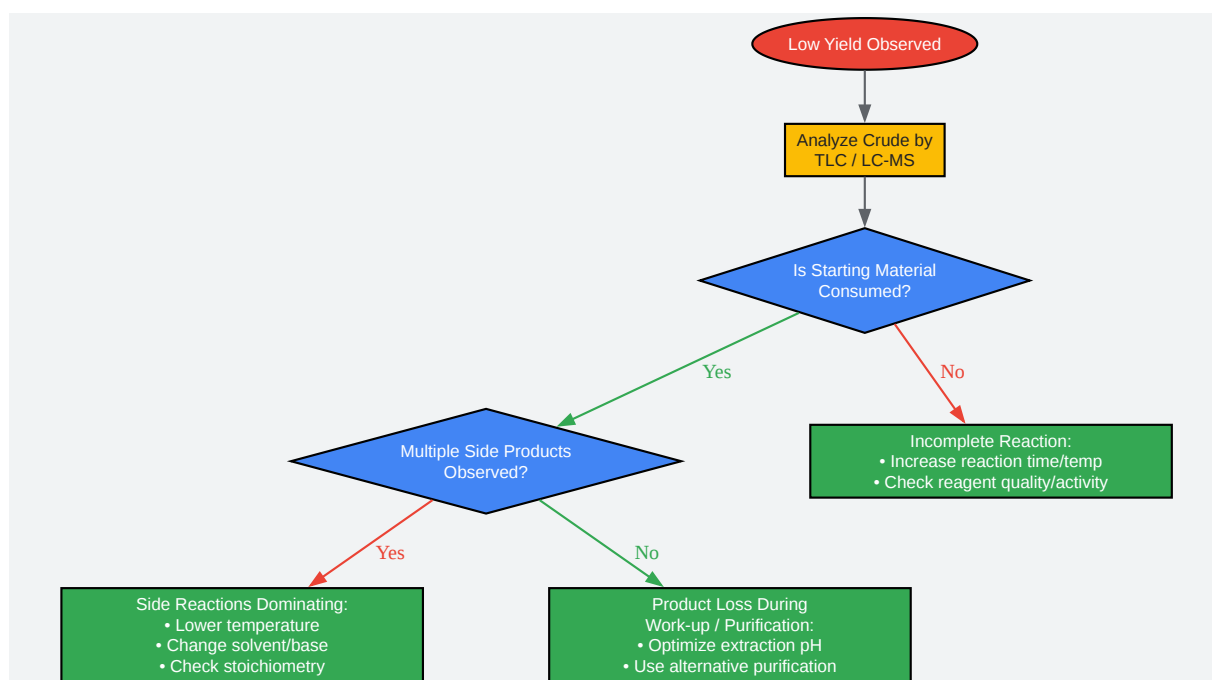 Low Yield Observed
Analyze Crude by
TLC / LC-MS
Is Starting Material
Consumed?
Yes
No
Multiple Side Products
Observed?
Incomplete Reaction:
• Increase reaction time/temp
• Check reagent quality/activity
Yes
No
Side Reactions Dominating:
• Lower temperature
• Change solvent/base
• Check stoichiometry
Product Loss During
Work-up / Purification:
• Optimize extraction pH
• Use alternative purification